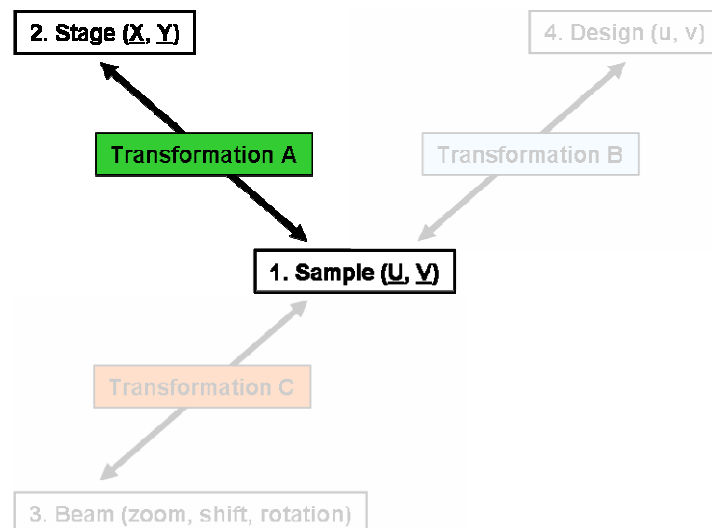 2. Stage (X, Y)
4. Design (u, v)
Transformation A
Transformation B
1. Sample (U, V)
Transformation C
3. Beam (zoom, shift, rotation)